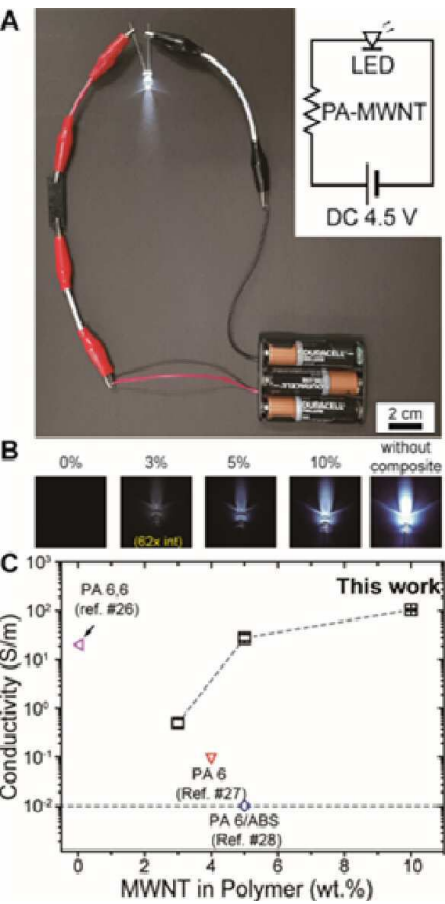 A
LED
PA-MWNT
DC 4.5 V
DURACELL
DURACELL
DURACELL
2 cm
B
0%
3%
5%
10%
without
composite
(62x int)
C
Conductivity (S/m)
10³
10²
10¹
10⁰
10⁻¹
10⁻²
This work
PA 6,6
(ref. #26)
PA 6
(Ref. #27)
PA 6/ABS
(Ref. #28)
0 2 4 6 8 10
MWNT in Polymer (wt.%)